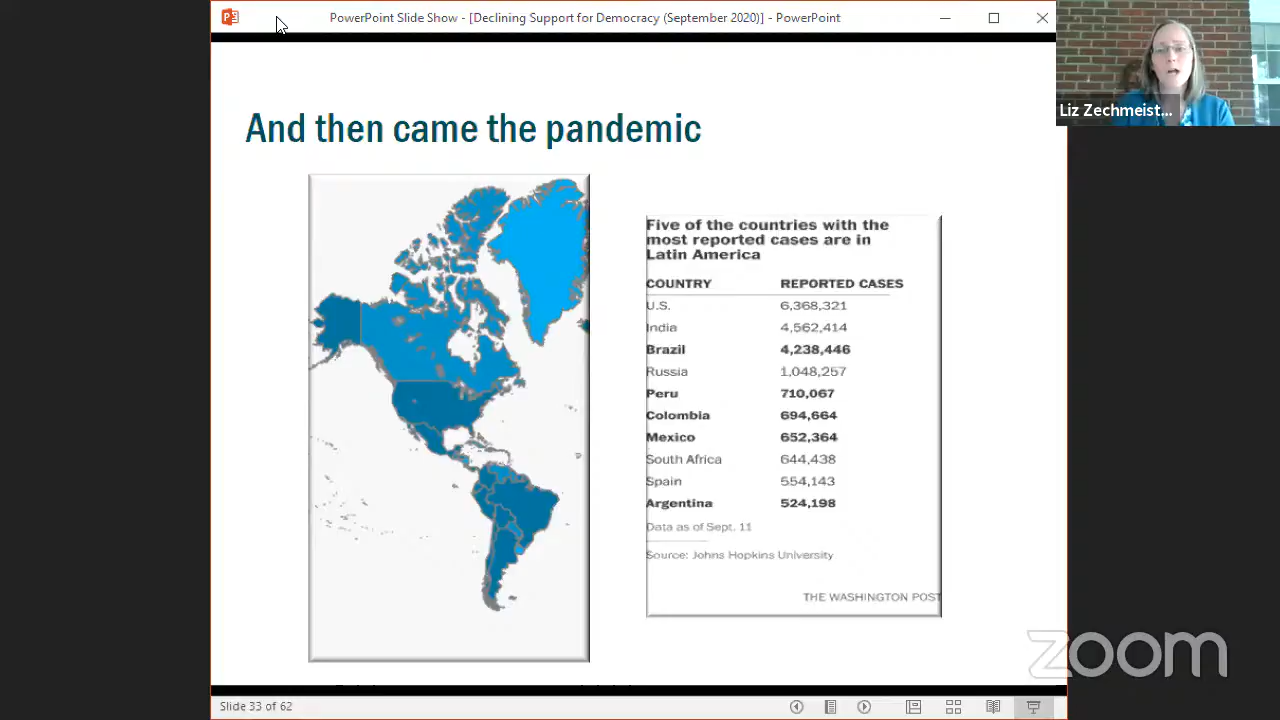 PowerPoint Slide Show - [Declining Support for Democracy (September 2020)] - PowerPoint
Liz Zechmeist...
And then came the pandemic
Five of the countries with the
most reported cases are in
Latin America
COUNTRY REPORTED CASES
U.S. 6,368,321
India 4,562,414
Brazil 4,238,446
Russia 1,048,257
Peru 710,067
Colombia 694,664
Mexico 652,364
South Africa 644,438
Spain 554,143
Argentina 524,198
Data as of Sept. 11
Source: Johns Hopkins University
THE WASHINGTON POST
zoom
Slide 33 of 62